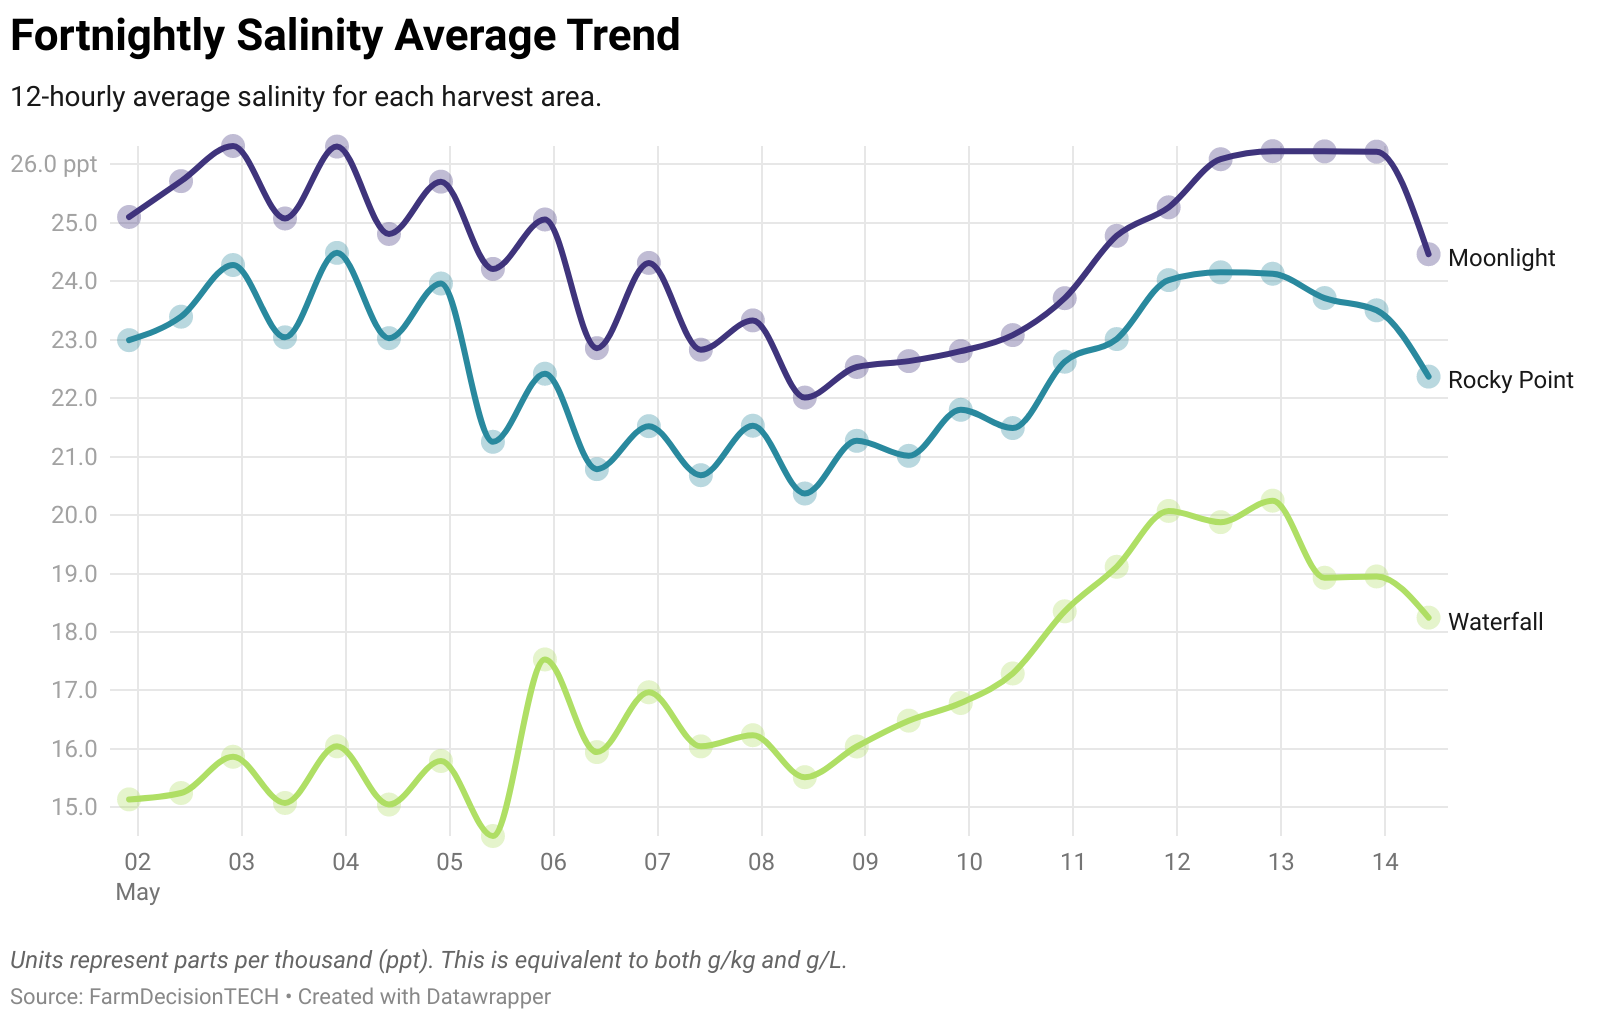 Fortnightly Salinity Average Trend
12-hourly average salinity for each harvest area.
26.0 ppt
25.0
24.0
23.0
22.0
21.0
20.0
19.0
18.0
17.0
16.0
15.0
Moonlight
Rocky Point
Waterfall
02 03 04 05 06 07 08 09 10 11 12 13 14
May
Units represent parts per thousand (ppt). This is equivalent to both g/kg and g/L.
Source: FarmDecisionTECH • Created with Datawrapper